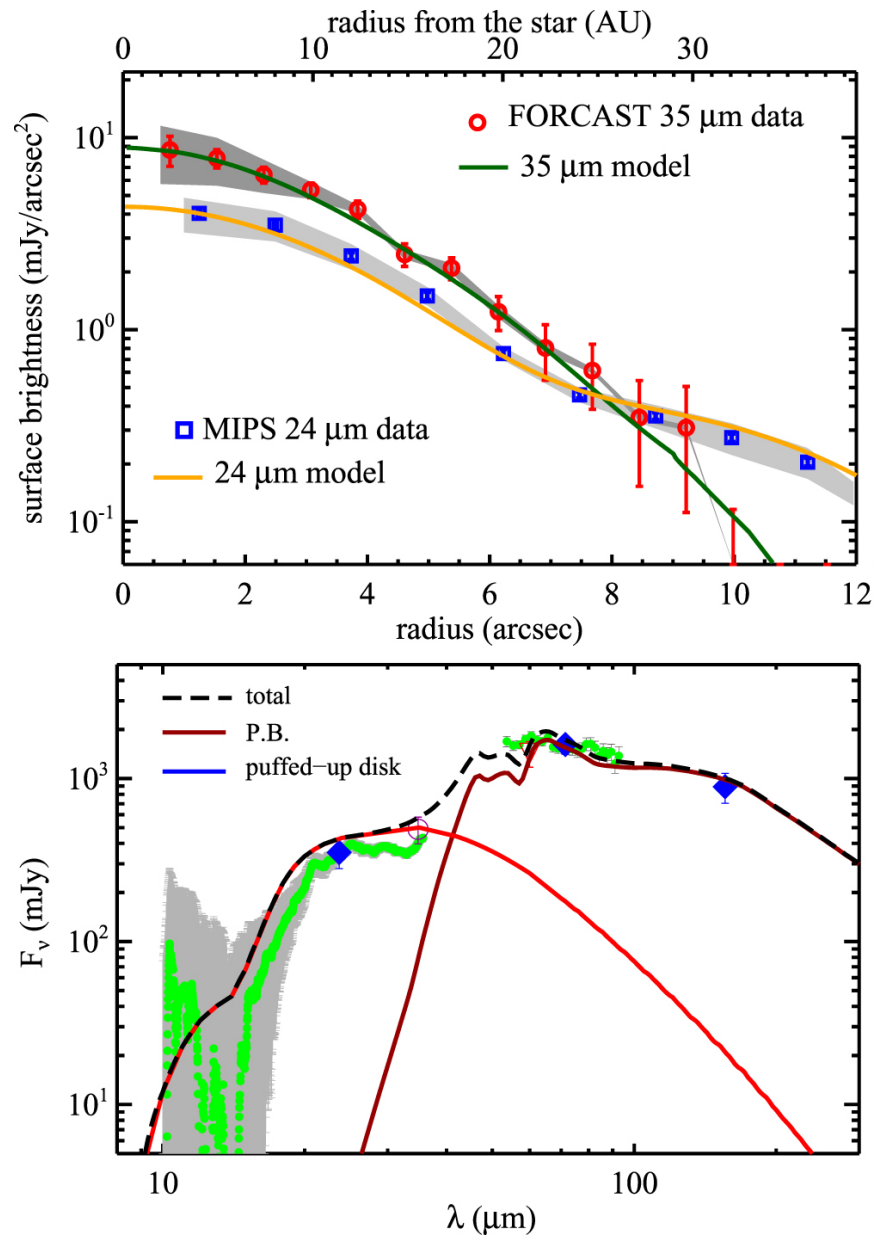 radius from the star (AU)
0 10 20 30
surface brightness (mJy/arcsec²)
10¹
10⁰
10⁻¹
FORCAST 35 μm data
35 μm model
MIPS 24 μm data
24 μm model
0 2 4 6 8 10 12
radius (arcsec)
total
P.B.
puffed−up disk
F_ν (mJy)
10³
10²
10¹
10 100
λ (μm)